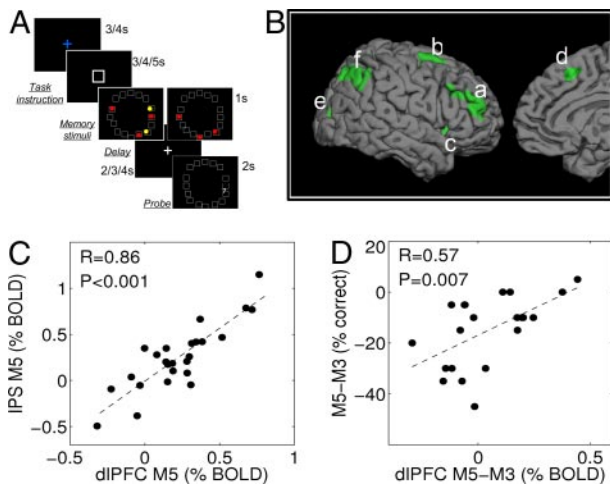 A
3/4s
3/4/5s
Task
instruction
1s
Memory
stimuli
Delay
2/3/4s
2s
Probe
?
B
a
b
c
d
e
f
C
R=0.86
P<0.001
IPS M5 (% BOLD)
1
0.5
0
-0.5
-0.5
0
0.5
1
dlPFC M5 (% BOLD)
D
R=0.57
P=0.007
M5-M3 (% correct)
20
0
-20
-40
0
0.5
dlPFC M5-M3 (% BOLD)